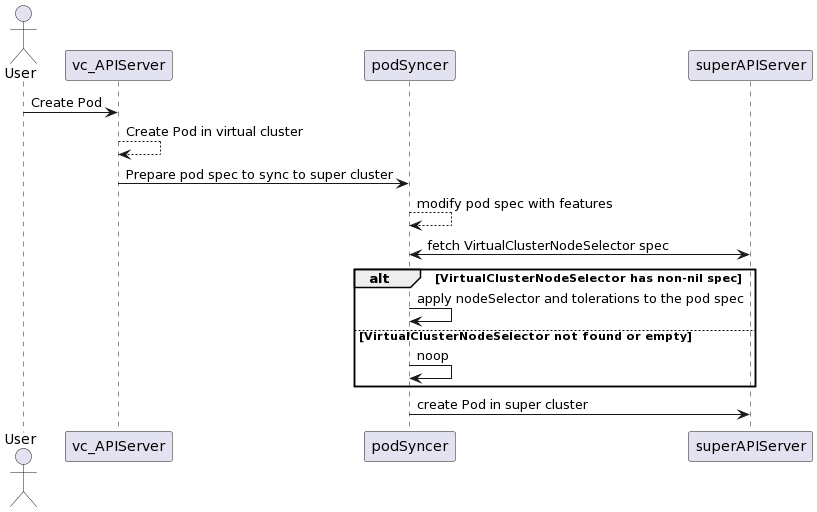 User
vc_APIServer
podSyncer
superAPIServer
Create Pod
Create Pod in virtual cluster
Prepare pod spec to sync to super cluster
modify pod spec with features
fetch VirtualClusterNodeSelector spec
alt
[VirtualClusterNodeSelector has non-nil spec]
apply nodeSelector and tolerations to the pod spec
[VirtualClusterNodeSelector not found or empty]
noop
create Pod in super cluster
User
vc_APIServer
podSyncer
superAPIServer